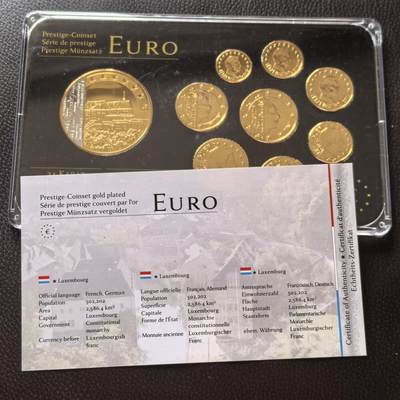 Prestige-Coinset
Série de prestige
Prestige Münzsatz
EURO
Prestige-Coinset gold plated
Série de prestige couvert par l'or
Prestige Münzsatz vergoldet
EURO
€
Luxembourg
Official language French, German
Population 502,202
Area 2,586.4 km²
Capital Luxembourg
Government Constitutional
monarchy
Currency before Luxembourgish
franc
Luxembourg
Langue officielle Français, Allemand
Population 502,202
Superficie 2,586.4 km²
Capitale Luxembourg
Forme de l'État Monarchie
constitutionnelle
Monnaie ancienne Luxembourgischer
Franc
Luxemburg
Amtssprache Französisch, Deutsch
Einwohnerzahl 502,202
Fläche 2,586.4 km²
Hauptstadt Luxemburg
Staatsform Parlamentarische
Monarchie
ehem. Währung Luxemburgischer
Franc
Certificate of Authenticity ★ Certificat d'authenticité
Echtheits-Zertifikat